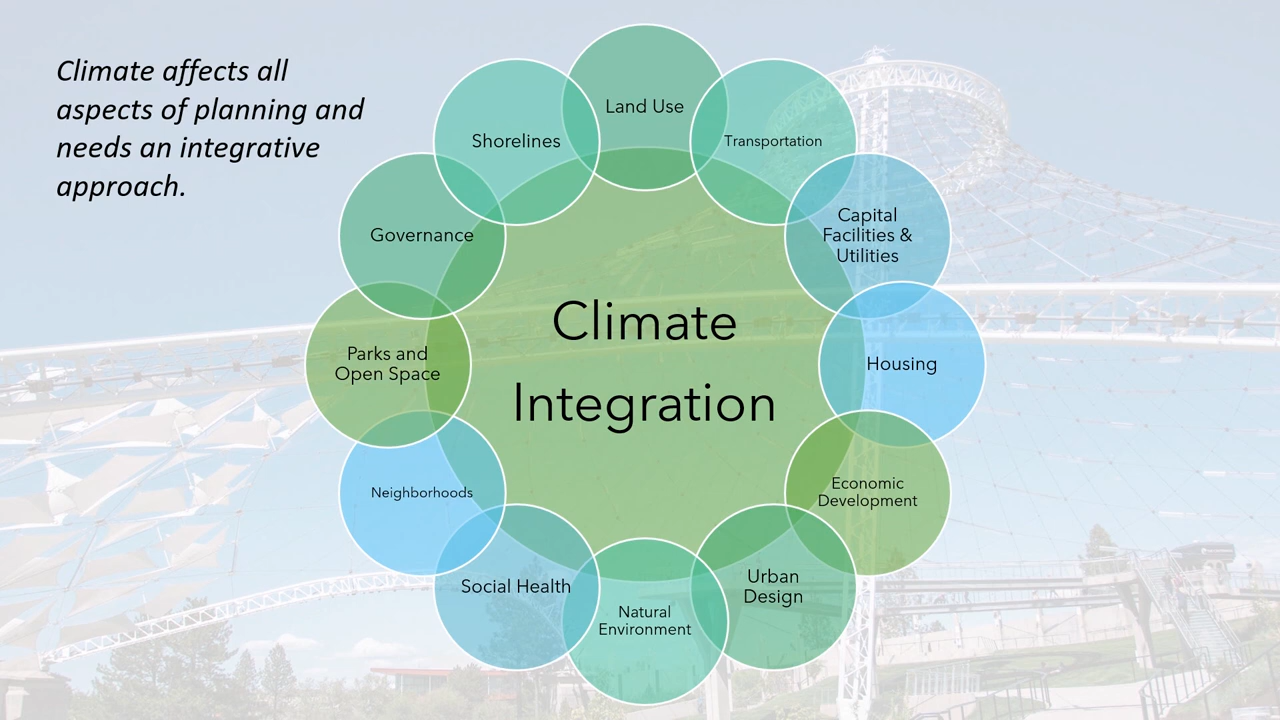 Climate affects all
aspects of planning and
needs an integrative
approach.
Land Use
Shorelines
Transportation
Capital
Facilities &
Utilities
Governance
Climate
Integration
Parks and
Open Space
Housing
Neighborhoods
Economic
Development
Social Health
Urban
Design
Natural
Environment